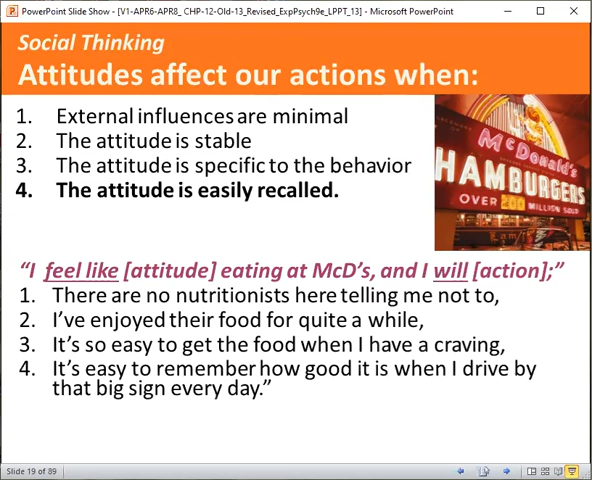 PowerPoint Slide Show - [V1-APR6-APR8_ CHP-12-Old-13_Revised_ExpPsych9e_LPPT_13] - Microsoft PowerPoint
Social Thinking
Attitudes affect our actions when:
1. External influences are minimal
2. The attitude is stable
3. The attitude is specific to the behavior
4. The attitude is easily recalled.
McDonald's
HAMBURGERS
OVER 200 MILLION SOLD
“I feel like [attitude] eating at McD’s, and I will [action];”
1. There are no nutritionists here telling me not to,
2. I’ve enjoyed their food for quite a while,
3. It’s so easy to get the food when I have a craving,
4. It’s easy to remember how good it is when I drive by
that big sign every day.”
Slide 19 of 89